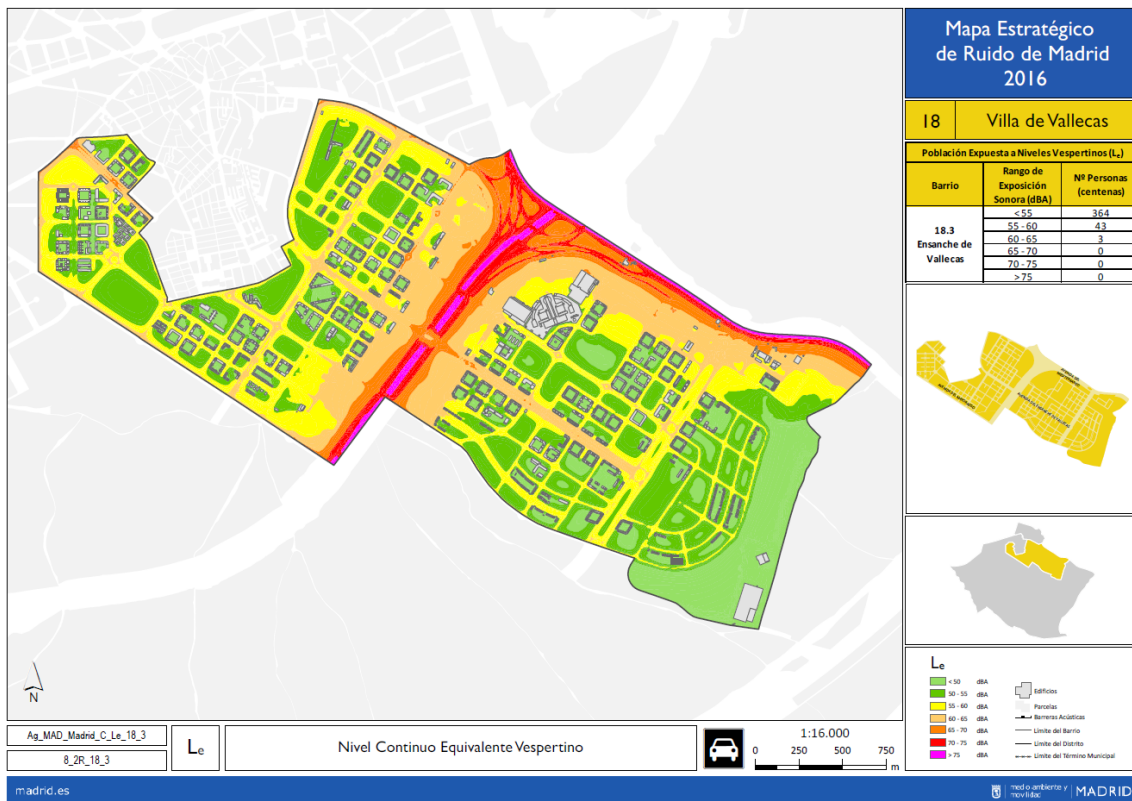 Mapa Estratégico
de Ruido de Madrid
2016
18 Villa de Vallecas
Población Expuesta a Niveles Vespertinos (Le)
Barrio Rango de Exposición Sonora (dBA) Nº Personas (centenas)
18.3 Ensanche de Vallecas
<55 364
55 - 60 43
60 - 65 3
65 - 70 0
70 - 75 0
>75 0
Le
< 50 dBA
50 - 55 dBA
55 - 60 dBA
60 - 65 dBA
65 - 70 dBA
70 - 75 dBA
> 75 dBA
Edificios
Parcelas
Barreras Acústicas
Límite del Barrio
Límite del Distrito
Límite del Término Municipal
N
Ag_MAD_Madrid_C_Le_18_3
8_2R_18_3
Le
Nivel Continuo Equivalente Vespertino
1:16.000
0 250 500 750
m
madrid.es
medio ambiente y
movilidad
MADRID